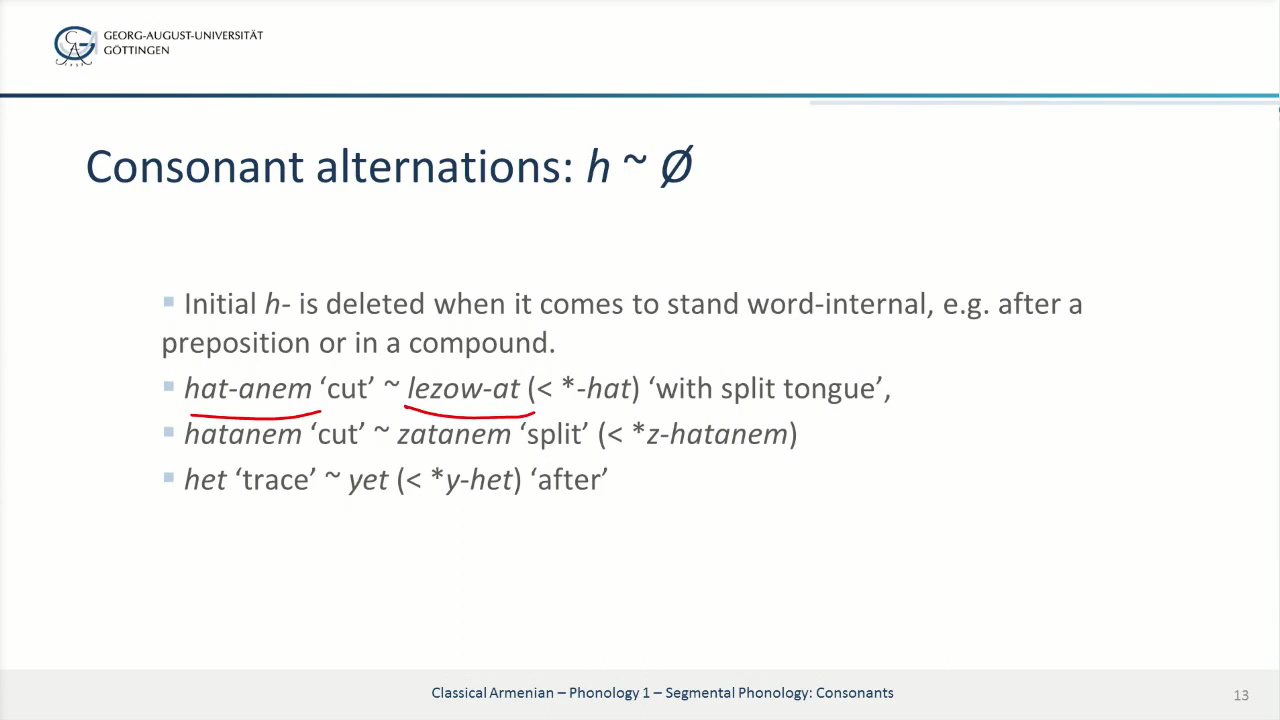 GEORG-AUGUST-UNIVERSITÄT
GÖTTINGEN
Consonant alternations: h ~ Ø
Initial h- is deleted when it comes to stand word-internal, e.g. after a
preposition or in a compound.
hat-anem ‘cut’ ~ lezow-at (< *-hat) ‘with split tongue’,
hatanem ‘cut’ ~ zatanem ‘split’ (< *z-hatanem)
het ‘trace’ ~ yet (< *y-het) ‘after’
Classical Armenian – Phonology 1 – Segmental Phonology: Consonants
13